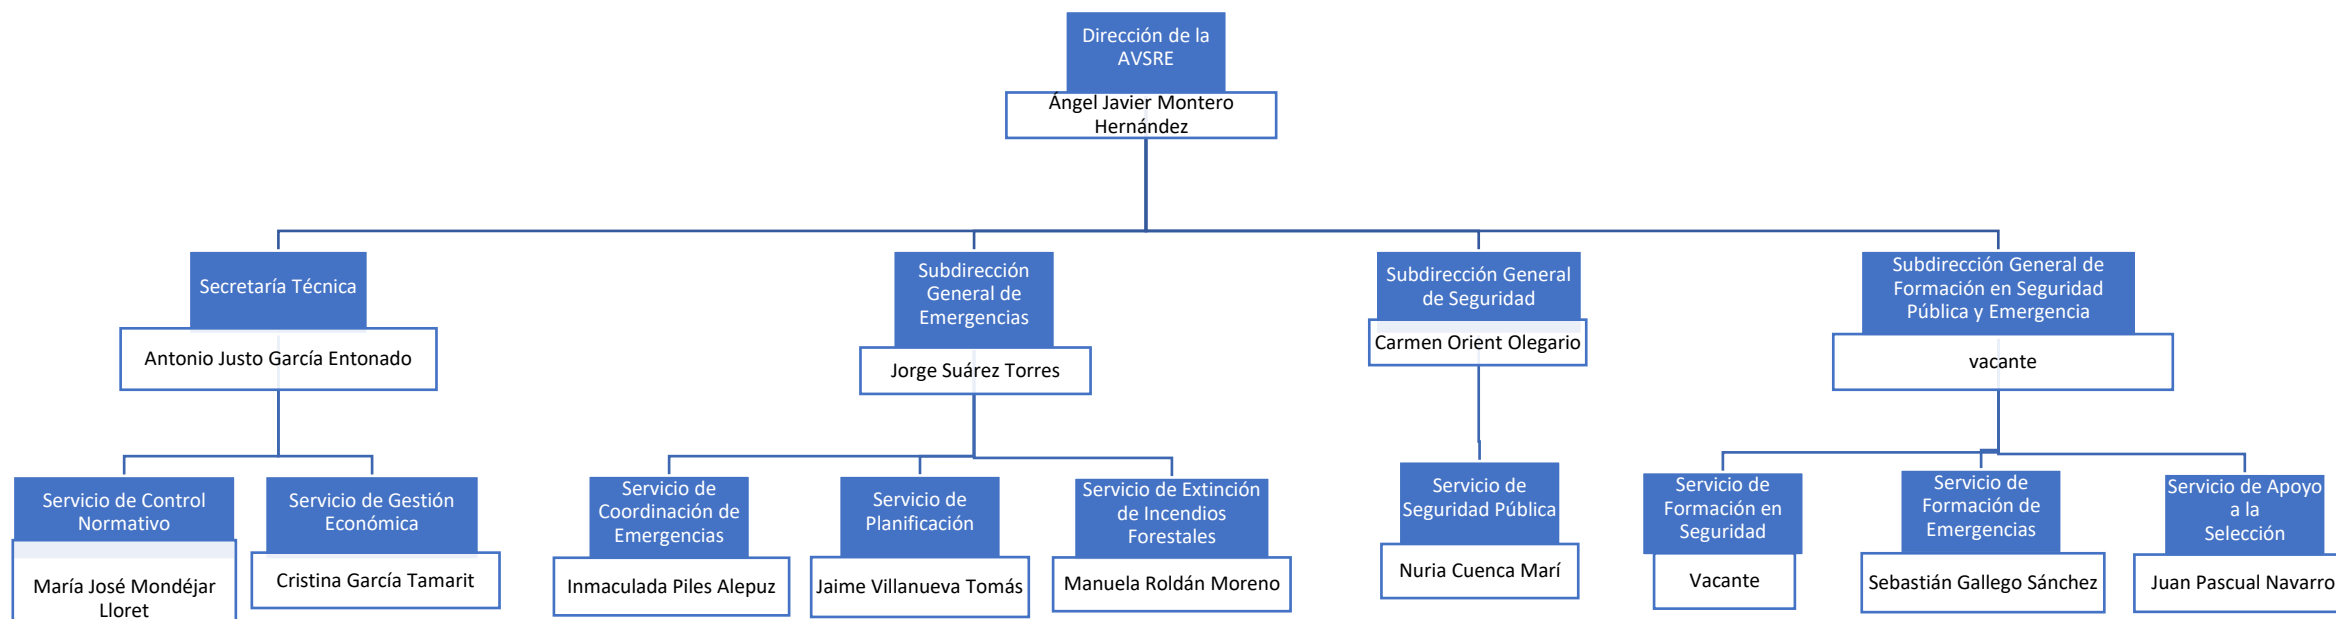 Dirección de la
AVSRE
Ángel Javier Montero
Hernández
Secretaría Técnica
Antonio Justo García Entonado
Subdirección
General de
Emergencias
Jorge Suárez Torres
Subdirección General
de Seguridad
Carmen Orient Olegario
Subdirección General de
Formación en Seguridad
Pública y Emergencia
vacante
Servicio de Control
Normativo
María José Mondéjar
Lloret
Servicio de Gestión
Económica
Cristina García Tamarit
Servicio de
Coordinación de
Emergencias
Inmaculada Piles Alepuz
Servicio de
Planificación
Jaime Villanueva Tomás
Servicio de Extinción
de Incendios
Forestales
Manuela Roldán Moreno
Servicio de
Seguridad Pública
Nuria Cuenca Marí
Servicio de
Formación en
Seguridad
Vacante
Servicio de
Formación de
Emergencias
Sebastián Gallego Sánchez
Servicio de Apoyo
a la
Selección
Juan Pascual Navarro